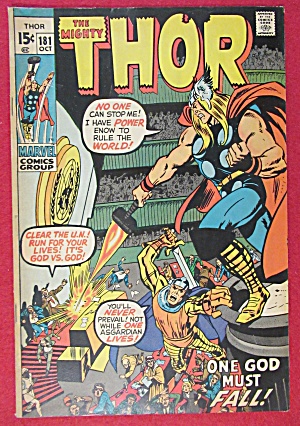 THOR
15¢
181
OCT
MARVEL
COMICS
GROUP
THE MIGHTY
THOR
NO ONE
CAN STOP ME!
I HAVE POWER
ENOW TO
RULE THE
WORLD!
CLEAR THE U.N.!
RUN FOR YOUR
LIVES! IT'S
GOD VS. GOD!
YOU'LL
NEVER
PREVAIL! NOT
WHILE ONE
ASGARDIAN
LIVES!
ONE GOD
MUST
FALL!